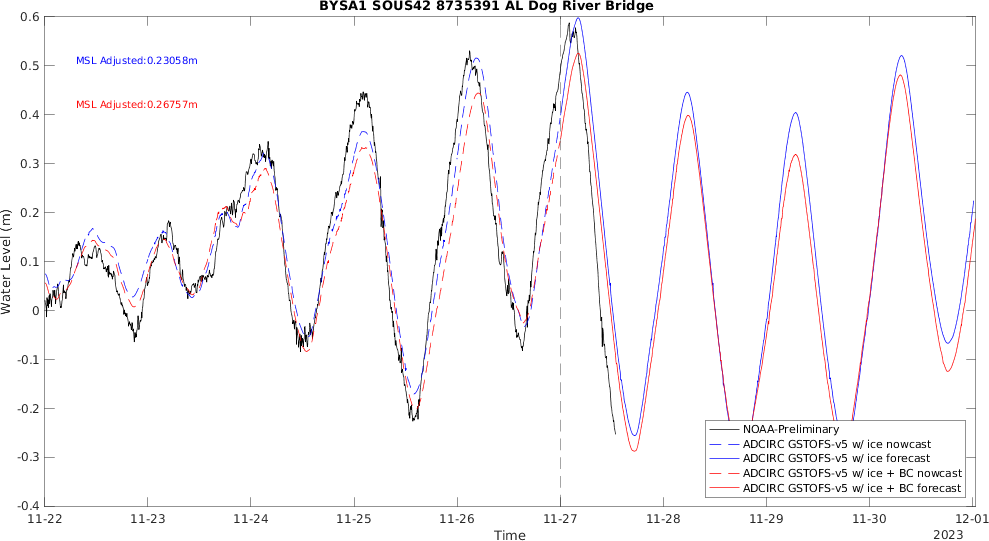 BYSA1 SOUS42 8735391 AL Dog River Bridge
MSL Adjusted:0.23058m
MSL Adjusted:0.26757m
Water Level (m)
0.6
0.5
0.4
0.3
0.2
0.1
0
-0.1
-0.2
-0.3
-0.4
NOAA-Preliminary
ADCIRC GSTOFS-v5 w/ ice nowcast
ADCIRC GSTOFS-v5 w/ ice forecast
ADCIRC GSTOFS-v5 w/ ice + BC nowcast
ADCIRC GSTOFS-v5 w/ ice + BC forecast
11-22 11-23 11-24 11-25 11-26 11-27 11-28 11-29 11-30 12-01
Time
2023